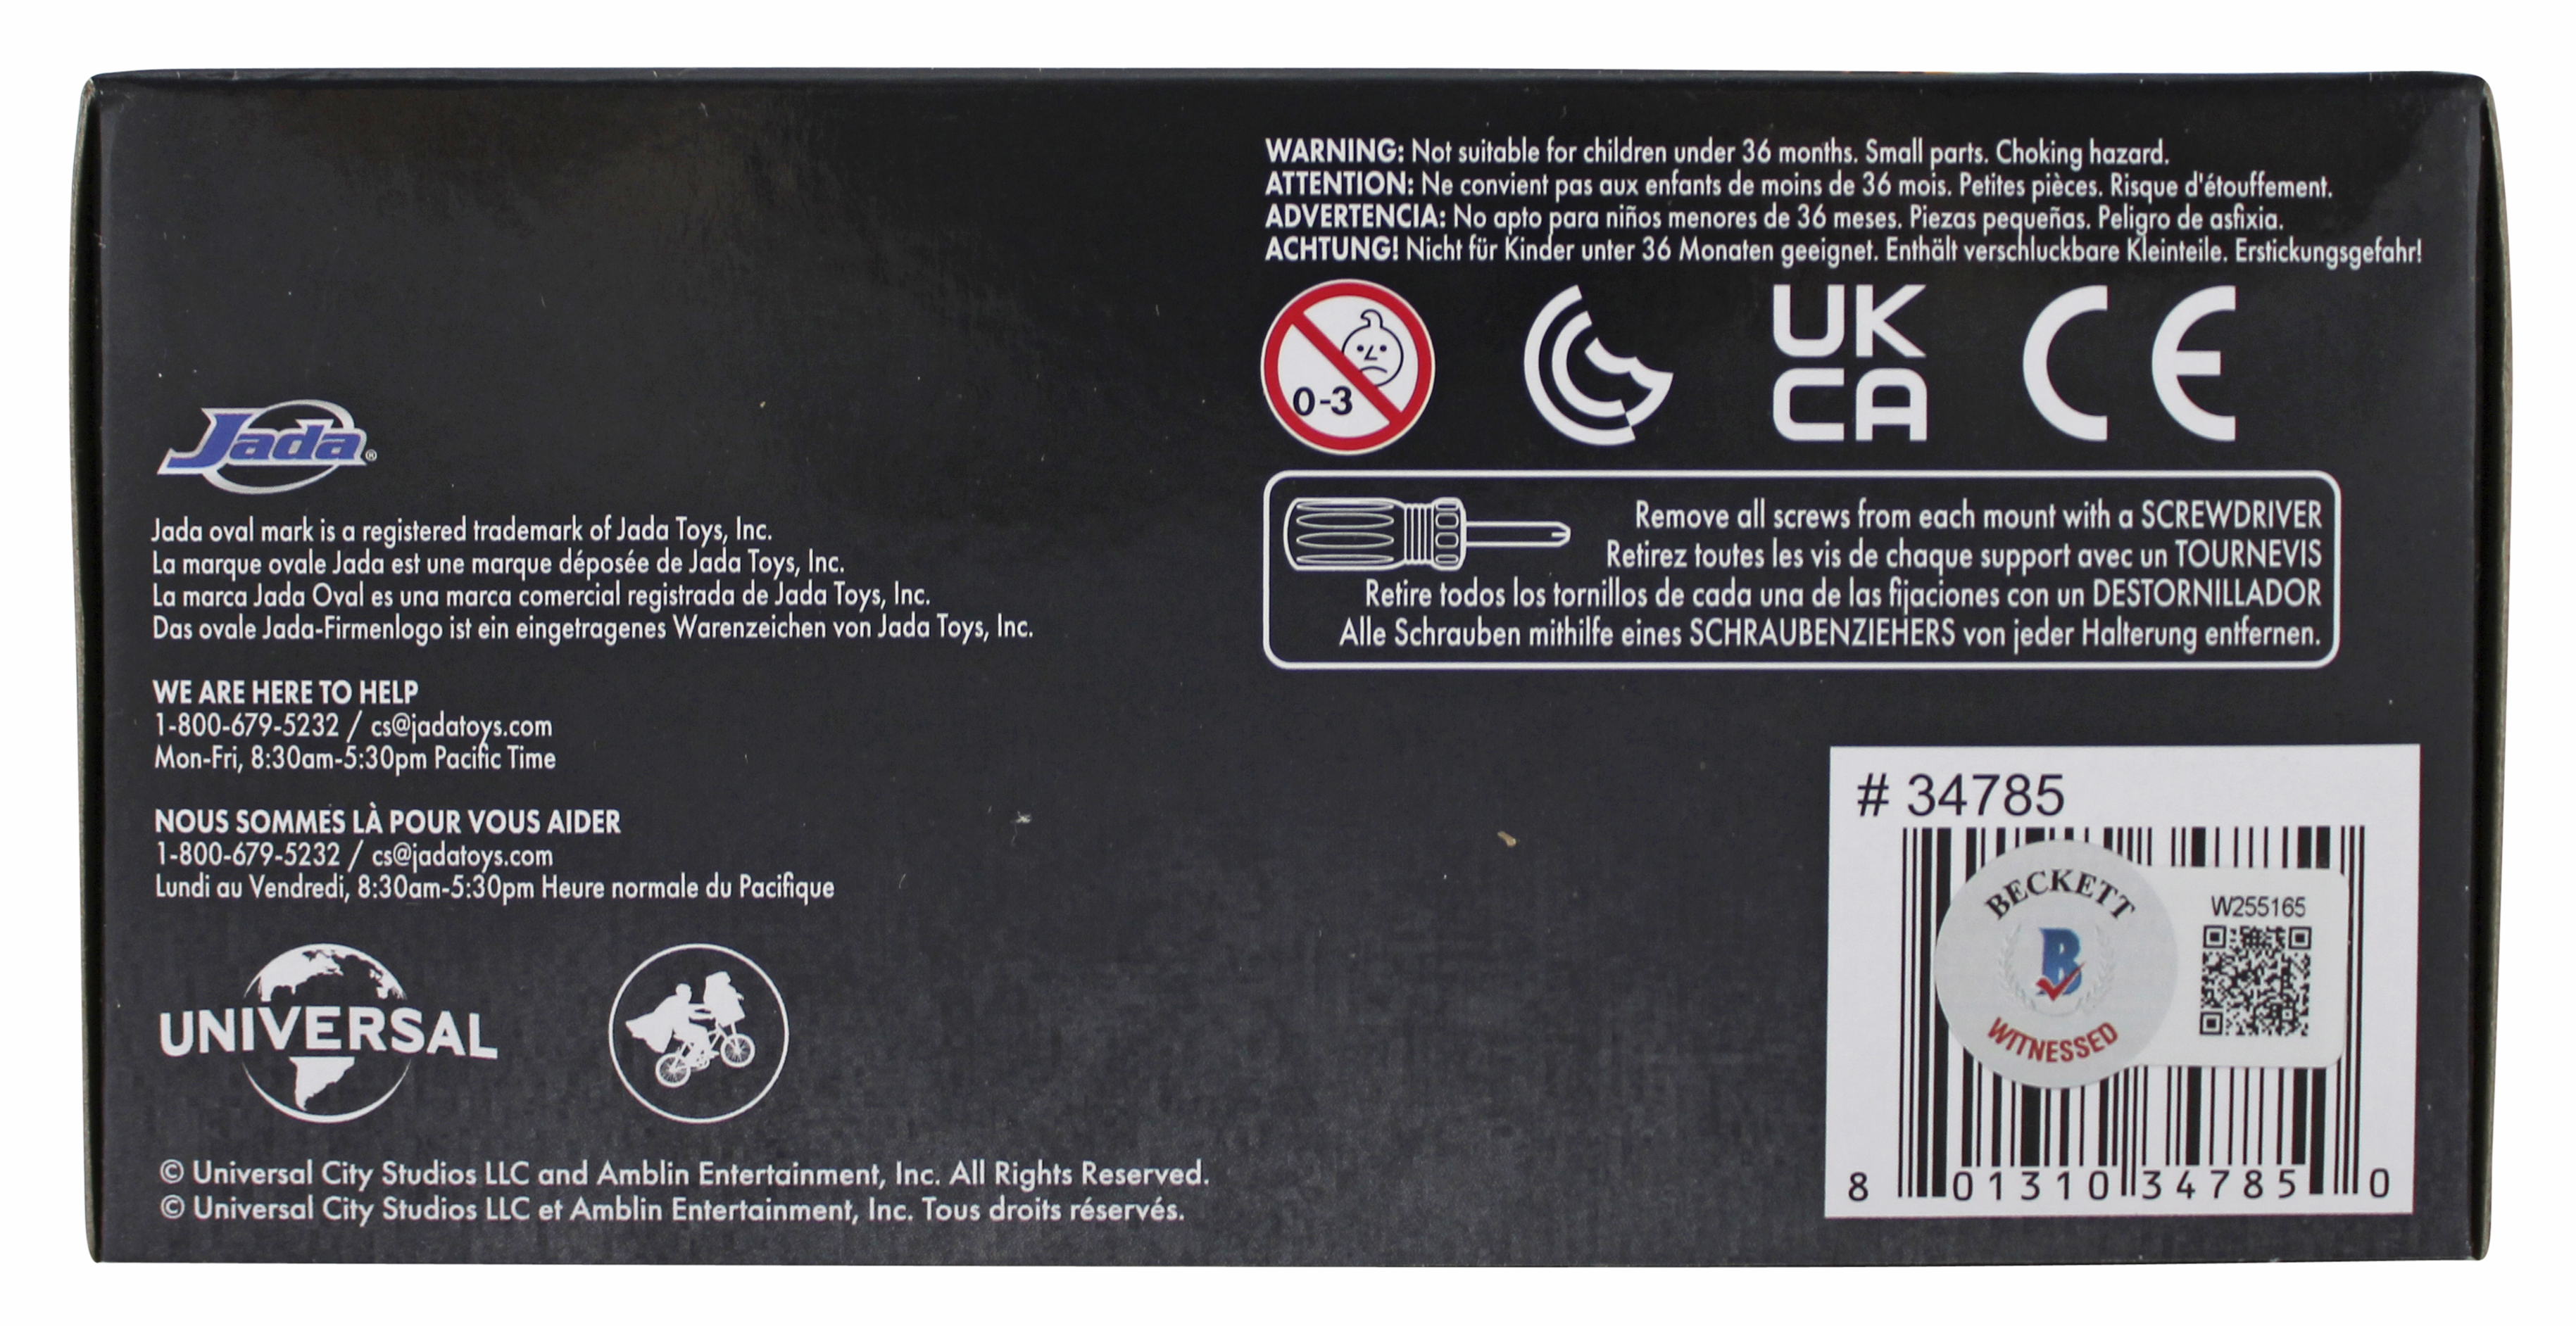 WARNING: Not suitable for children under 36 months. Small parts. Choking hazard.
ATTENTION: Ne convient pas aux enfants de moins de 36 mois. Petites pièces. Risque d'étouffement.
ADVERTENCIA: No apto para niños menores de 36 meses. Piezas pequeñas. Peligro de asfixia.
ACHTUNG! Nicht für Kinder unter 36 Monaten geeignet. Enthält verschluckbare Kleinteile. Erstickungsgefahr!
0-3
UK
CA
CE
Remove all screws from each mount with a SCREWDRIVER
Retirez toutes les vis de chaque support avec un TOURNEVIS
Retire todos los tornillos de cada una de las fijaciones con un DESTORNILLADOR
Alle Schrauben mithilfe eines SCHRAUBENZIEHERS von jeder Halterung entfernen.
Jada®
Jada oval mark is a registered trademark of Jada Toys, Inc.
La marque ovale Jada est une marque déposée de Jada Toys, Inc.
La marca Jada Oval es una marca comercial registrada de Jada Toys, Inc.
Das ovale Jada-Firmenlogo ist ein eingetragenes Warenzeichen von Jada Toys, Inc.
WE ARE HERE TO HELP
1-800-679-5232 / cs@jadatoys.com
Mon-Fri, 8:30am-5:30pm Pacific Time
NOUS SOMMES LÀ POUR VOUS AIDER
1-800-679-5232 / cs@jadatoys.com
Lundi au Vendredi, 8:30am-5:30pm Heure normale du Pacifique
UNIVERSAL
© Universal City Studios LLC and Amblin Entertainment, Inc. All Rights Reserved.
© Universal City Studios LLC et Amblin Entertainment, Inc. Tous droits réservés.
# 34785
BECKETT
B
WITNESSED
W255165
8 01310 34785 0